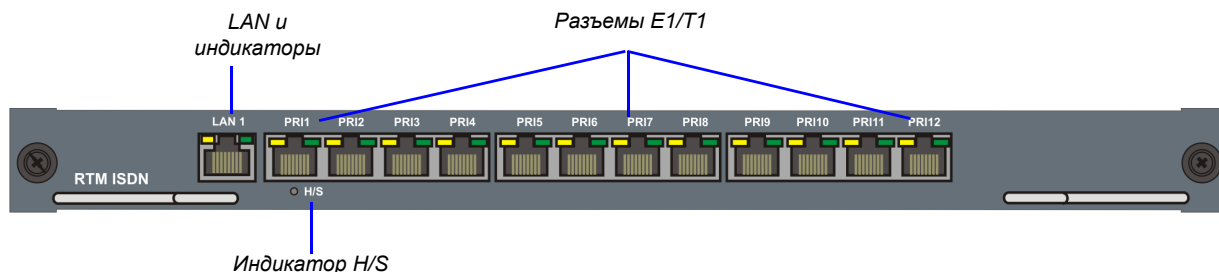 LAN и
индикаторы
Разъемы E1/T1
LAN 1 PRI1 PRI2 PRI3 PRI4 PRI5 PRI6 PRI7 PRI8 PRI9 PRI10 PRI11 PRI12
RTM ISDN
H/S
Индикатор H/S